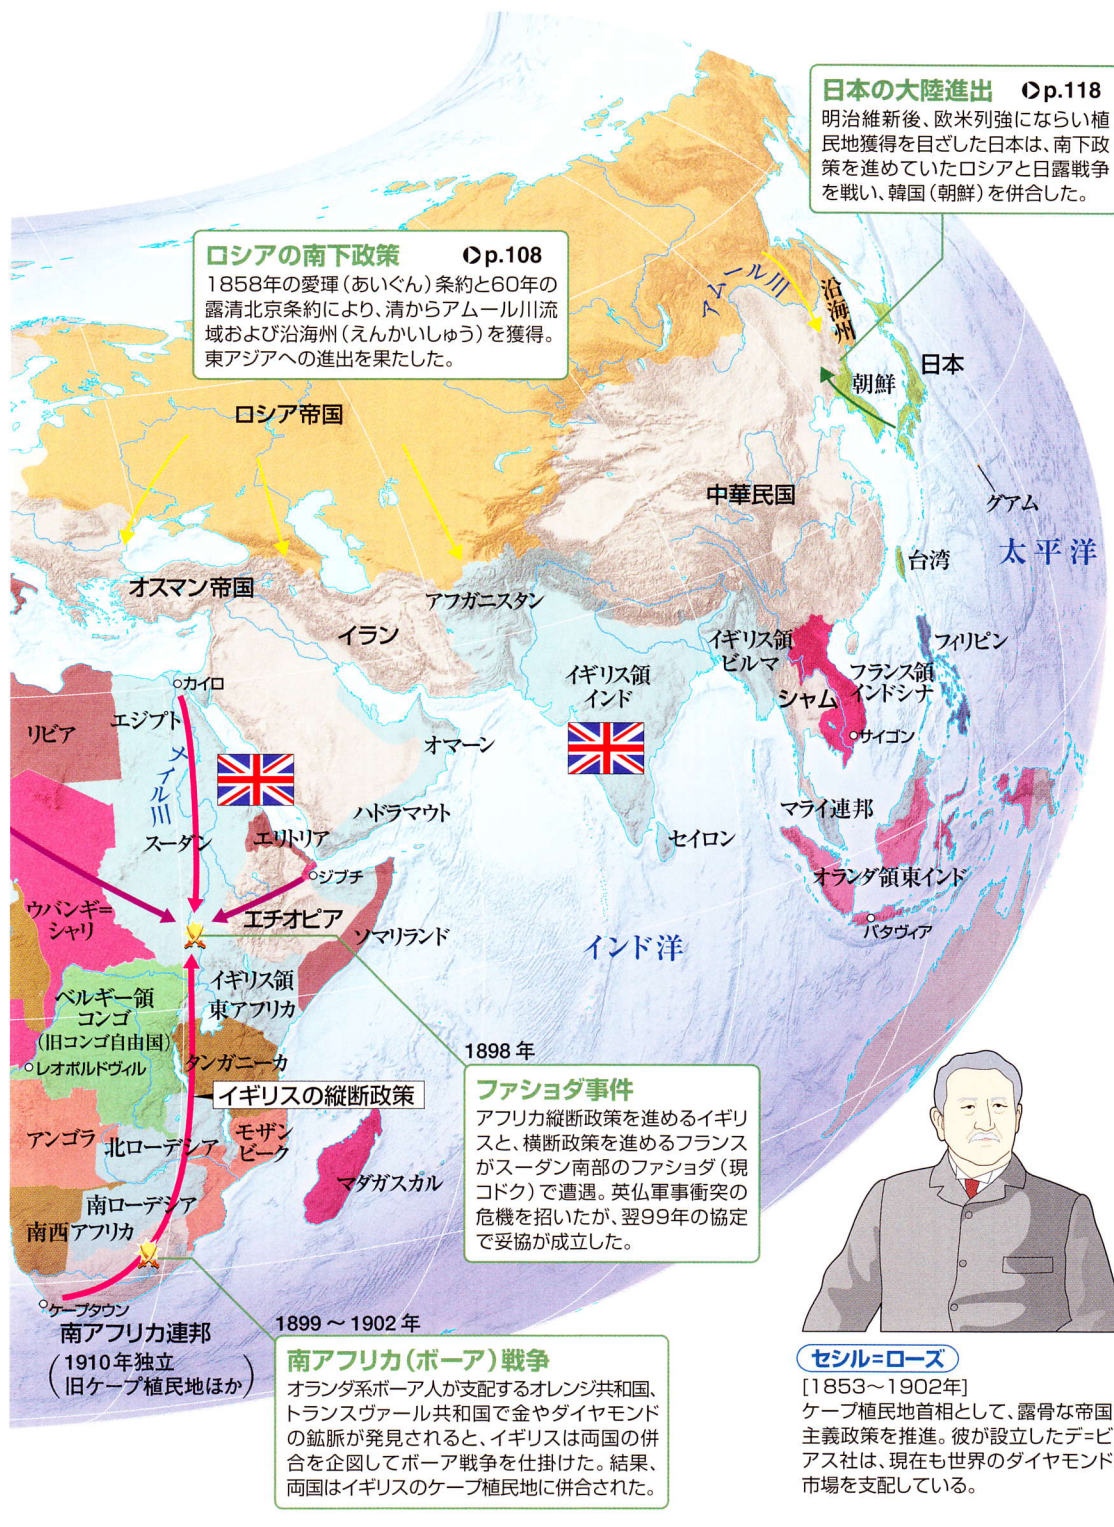 日本の大陸進出 p.118
明治維新後、欧米列強にならい植
民地獲得を目ざした日本は、南下政
策を進めていたロシアと日露戦争
を戦い、韓国(朝鮮)を併合した。
ロシアの南下政策 p.108
1858年の愛琿(あいぐん)条約と60年の
露清北京条約により、清からアムール川流
域および沿海州(えんかいしゅう)を獲得。
東アジアへの進出を果たした。
アムール川
沿海州
日本
朝鮮
ロシア帝国
中華民国
グアム
太平洋
台湾
オスマン帝国
アフガニスタン
イラン
イギリス領
ビルマ
フィリピン
フランス領
インドシナ
イギリス領
インド
シャム
サイゴン
カイロ
エジプト
リビア
ナイル川
オマーン
ハドラマウト
マライ連邦
セイロン
スーダン
エリトリア
ジブチ
オランダ領東インド
バタヴィア
ウバンギ=
シャリ
エチオピア
ソマリランド
インド洋
イギリス領
東アフリカ
ベルギー領
コンゴ
(旧コンゴ自由国)
レオポルドヴィル
タンガニーカ
イギリスの縦断政策
1898年
ファショダ事件
アフリカ縦断政策を進めるイギリ
スと、横断政策を進めるフランス
がスーダン南部のファショダ(現
コドク)で遭遇。英仏軍事衝突の
危機を招いたが、翌99年の協定
で妥協が成立した。
アンゴラ
北ローデシア
モザン
ビーク
マダガスカル
南ローデシア
南西アフリカ
ケープタウン
南アフリカ連邦
(1910年独立
旧ケープ植民地ほか)
1899～1902年
南アフリカ(ボーア)戦争
オランダ系ボーア人が支配するオレンジ共和国、
トランスヴァール共和国で金やダイヤモンド
の鉱脈が発見されると、イギリスは両国の併
合を企図してボーア戦争を仕掛けた。結果、
両国はイギリスのケープ植民地に併合された。
セシル=ローズ
[1853～1902年]
ケープ植民地首相として、露骨な帝国
主義政策を推進。彼が設立したデ=ビ
アス社は、現在も世界のダイヤモンド
市場を支配している。